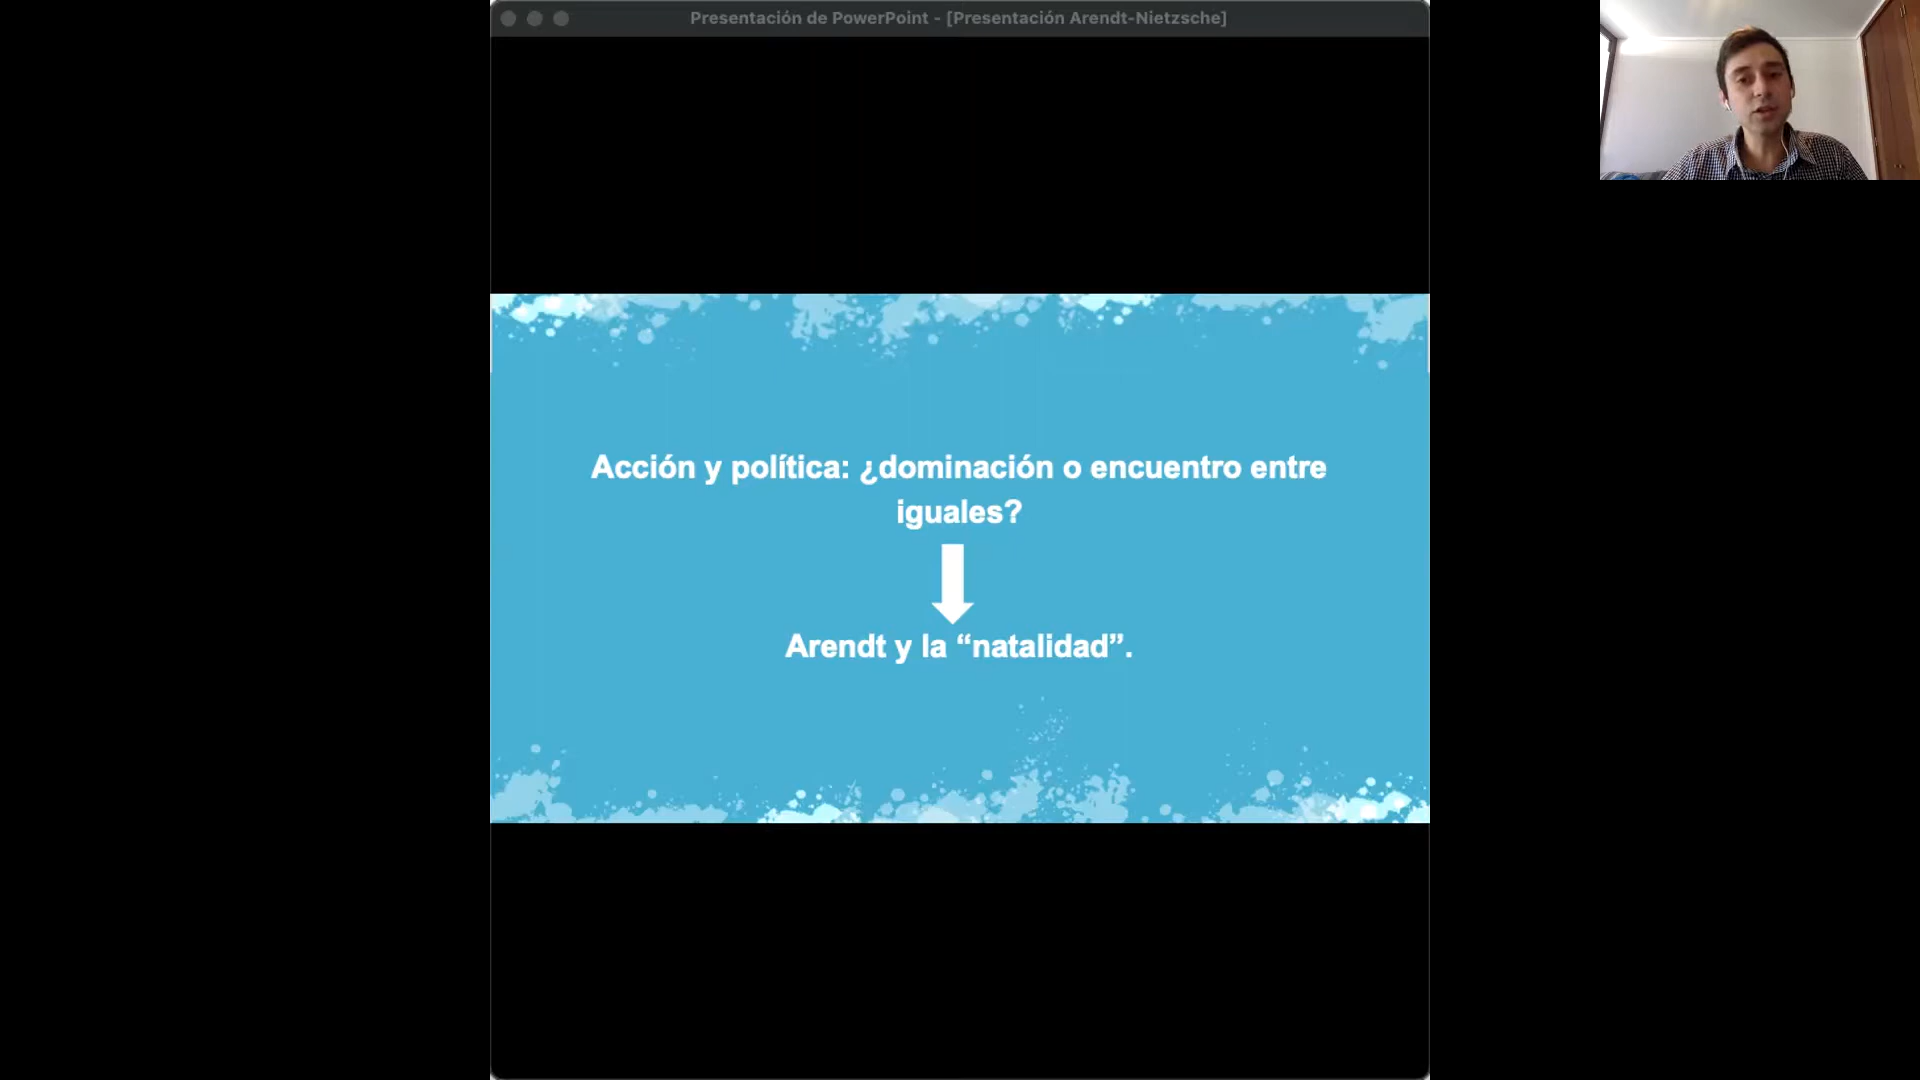 Presentación de PowerPoint - [Presentación Arendt-Nietzsche]
Acción y política: ¿dominación o encuentro entre
iguales?
Arendt y la “natalidad”.